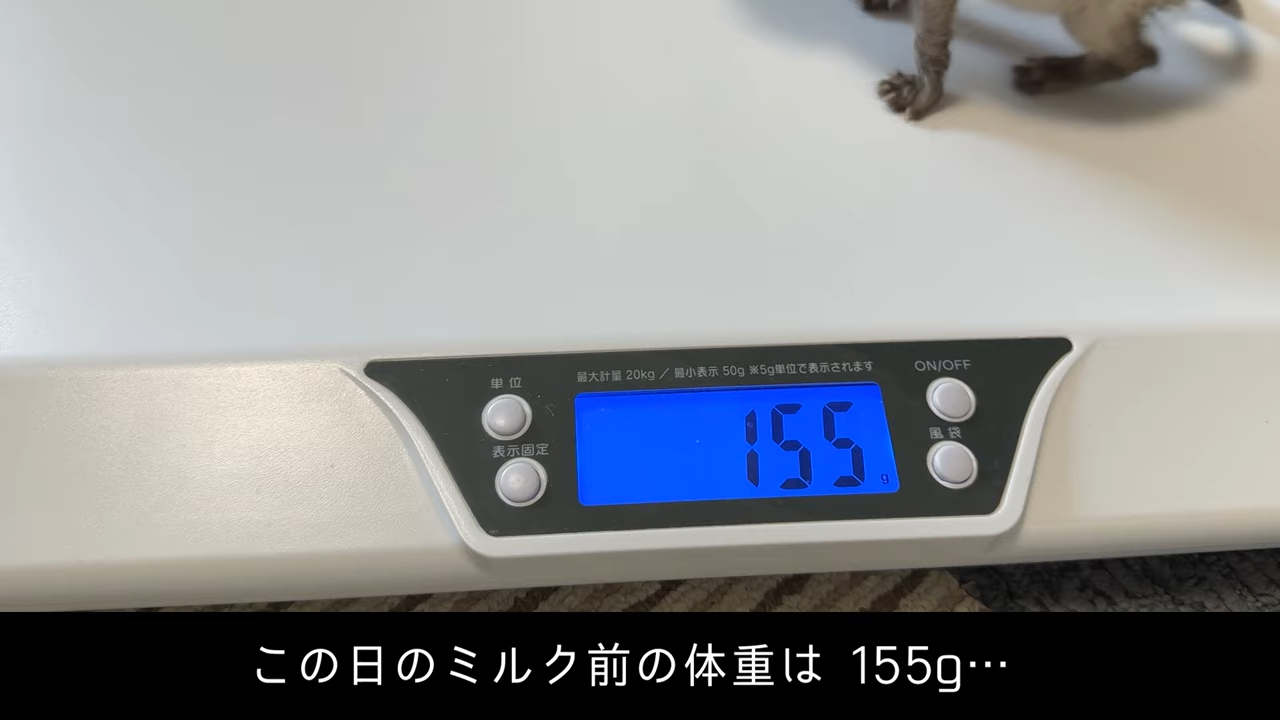 最大計量 20kg ／ 最小表示 50g ※5g単位で表示されます
単位
ON/OFF
155 g
表示固定
風袋
この日のミルク前の体重は 155g…